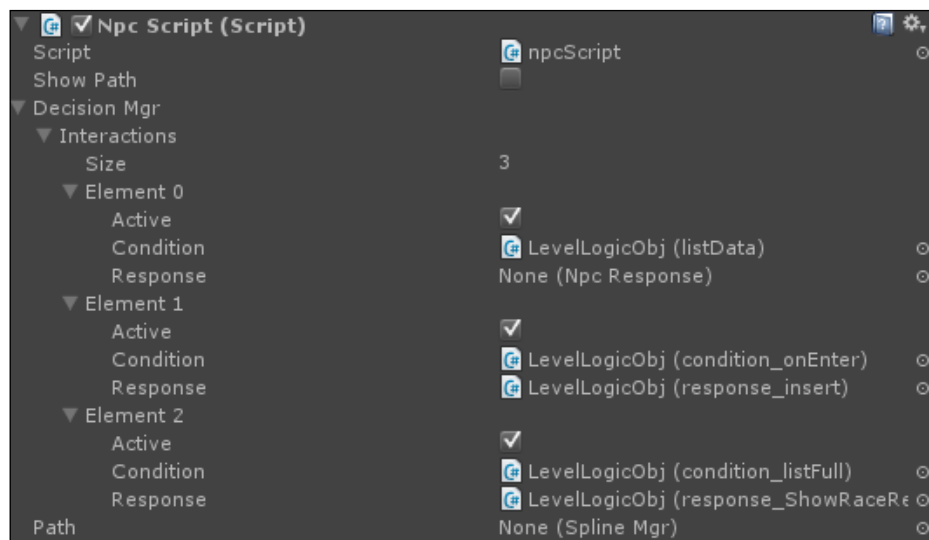 Npc Script (Script)
Script npcScript
Show Path
Decision Mgr
Interactions
Size 3
Element 0
Active
Condition LevelLogicObj (listData)
Response None (Npc Response)
Element 1
Active
Condition LevelLogicObj (condition_onEnter)
Response LevelLogicObj (response_insert)
Element 2
Active
Condition LevelLogicObj (condition_listFull)
Response LevelLogicObj (response_ShowRaceRe
Path None (Spline Mgr)